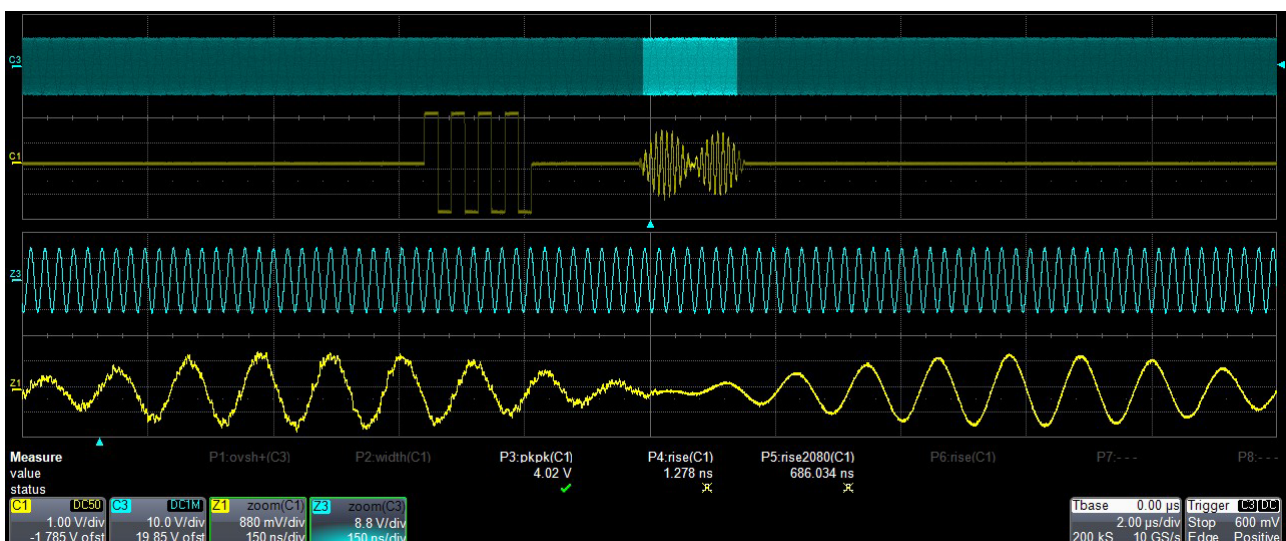 C3
C1
Z3
Z1
Measure P1:ovsh+(C3) P2:width(C1) P3:pkpk(C1) P4:rise(C1) P5:rise2080(C1) P6:rise(C1) P7:--- P8:---
value 4.02 V 1.278 ns 686.034 ns
status
C1 DC50 C3 DC1M Z1 zoom(C1) Z3 zoom(C3) Tbase 0.00 µs Trigger C3 DC
1.00 V/div 10.0 V/div 880 mV/div 8.8 V/div 2.00 µs/div Stop 600 mV
-1.785 V ofst 19.85 V ofst 150 ns/div 150 ns/div 200 kS 10 GS/s Edge Positive